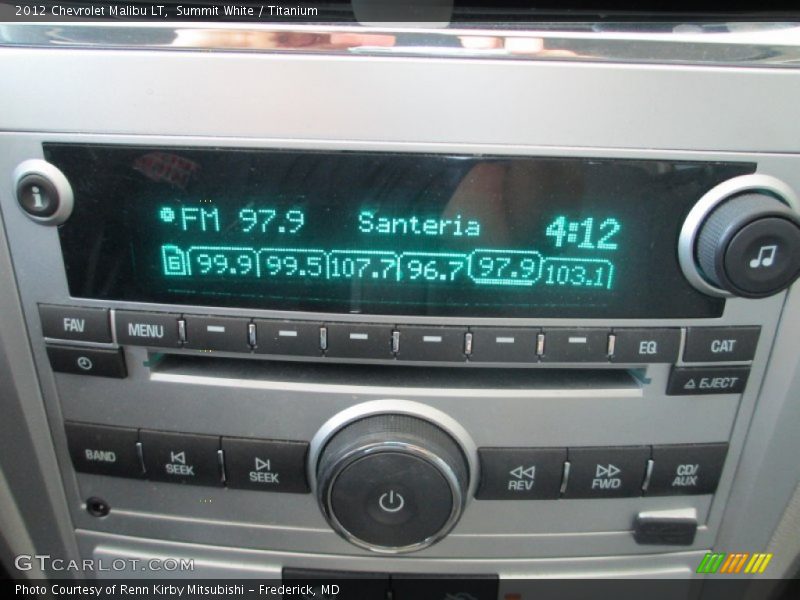 2012 Chevrolet Malibu LT, Summit White / Titanium
i
FM 97.9 Santeria 4:12
6 99.9 99.5 107.7 96.7 97.9 103.1
FAV MENU EQ CAT
EJECT
BAND SEEK SEEK REV FWD CD/AUX
GTCARLOT.COM
Photo Courtesy of Renn Kirby Mitsubishi - Frederick, MD